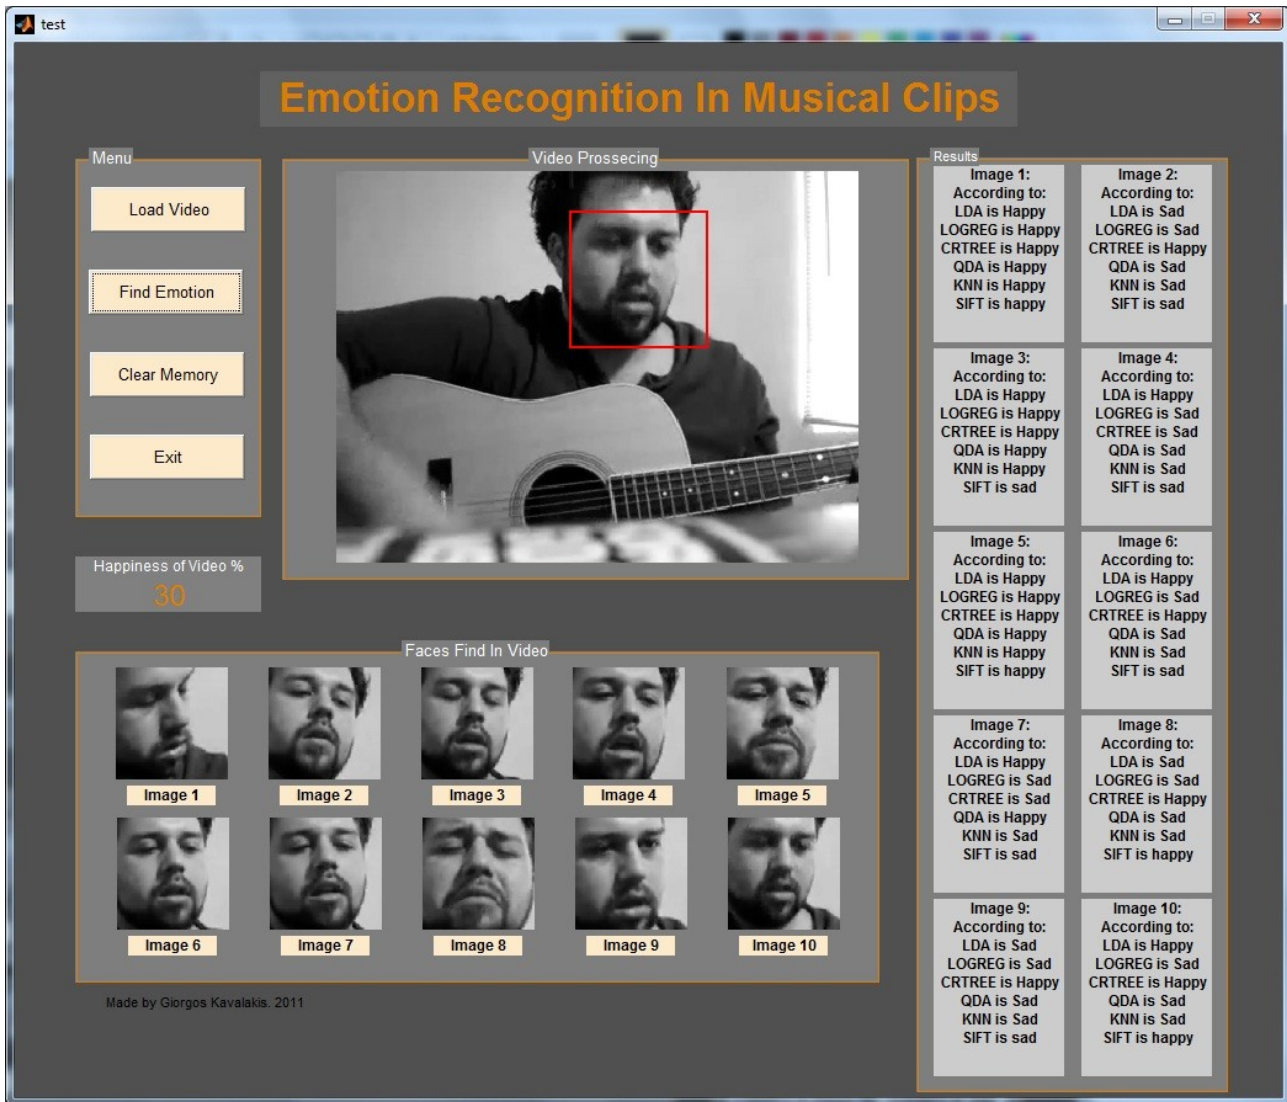 test
Emotion Recognition In Musical Clips
Menu
Load Video
Find Emotion
Clear Memory
Exit
Happiness of Video %
30
Video Prossecing
Faces Find In Video
Image 1
Image 2
Image 3
Image 4
Image 5
Image 6
Image 7
Image 8
Image 9
Image 10
Made by Giorgos Kavalakis. 2011
Results
Image 1:
According to:
LDA is Happy
LOGREG is Happy
CRTREE is Happy
QDA is Happy
KNN is Happy
SIFT is happy
Image 2:
According to:
LDA is Sad
LOGREG is Sad
CRTREE is Happy
QDA is Sad
KNN is Sad
SIFT is sad
Image 3:
According to:
LDA is Happy
LOGREG is Happy
CRTREE is Happy
QDA is Happy
KNN is Happy
SIFT is sad
Image 4:
According to:
LDA is Happy
LOGREG is Sad
CRTREE is Sad
QDA is Sad
KNN is Sad
SIFT is sad
Image 5:
According to:
LDA is Happy
LOGREG is Happy
CRTREE is Happy
QDA is Happy
KNN is Happy
SIFT is happy
Image 6:
According to:
LDA is Happy
LOGREG is Sad
CRTREE is Happy
QDA is Sad
KNN is Sad
SIFT is sad
Image 7:
According to:
LDA is Happy
LOGREG is Sad
CRTREE is Sad
QDA is Happy
KNN is Sad
SIFT is sad
Image 8:
According to:
LDA is Sad
LOGREG is Sad
CRTREE is Happy
QDA is Sad
KNN is Sad
SIFT is happy
Image 9:
According to:
LDA is Sad
LOGREG is Sad
CRTREE is Happy
QDA is Sad
KNN is Sad
SIFT is sad
Image 10:
According to:
LDA is Happy
LOGREG is Sad
CRTREE is Happy
QDA is Sad
KNN is Sad
SIFT is happy